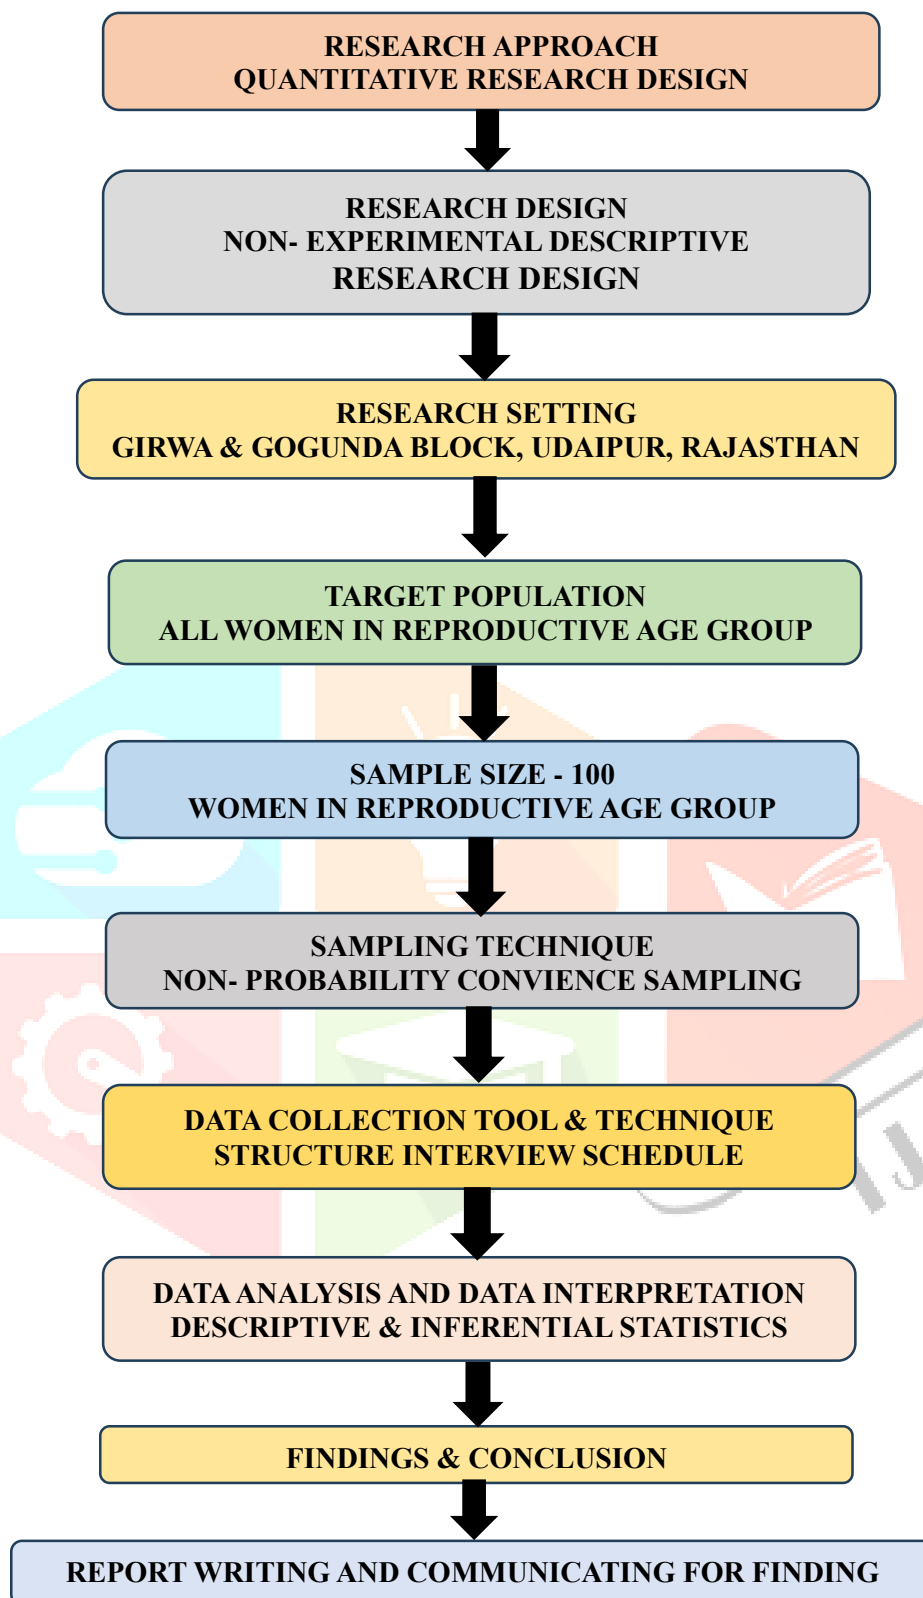 RESEARCH APPROACH
QUANTITATIVE RESEARCH DESIGN
RESEARCH DESIGN
NON- EXPERIMENTAL DESCRIPTIVE
RESEARCH DESIGN
RESEARCH SETTING
GIRWA & GOGUNDA BLOCK, UDAIPUR, RAJASTHAN
TARGET POPULATION
ALL WOMEN IN REPRODUCTIVE AGE GROUP
SAMPLE SIZE - 100
WOMEN IN REPRODUCTIVE AGE GROUP
SAMPLING TECHNIQUE
NON- PROBABILITY CONVIENCE SAMPLING
DATA COLLECTION TOOL & TECHNIQUE
STRUCTURE INTERVIEW SCHEDULE
IJ
DATA ANALYSIS AND DATA INTERPRETATION
DESCRIPTIVE & INFERENTIAL STATISTICS
FINDINGS & CONCLUSION
REPORT WRITING AND COMMUNICATING FOR FINDING